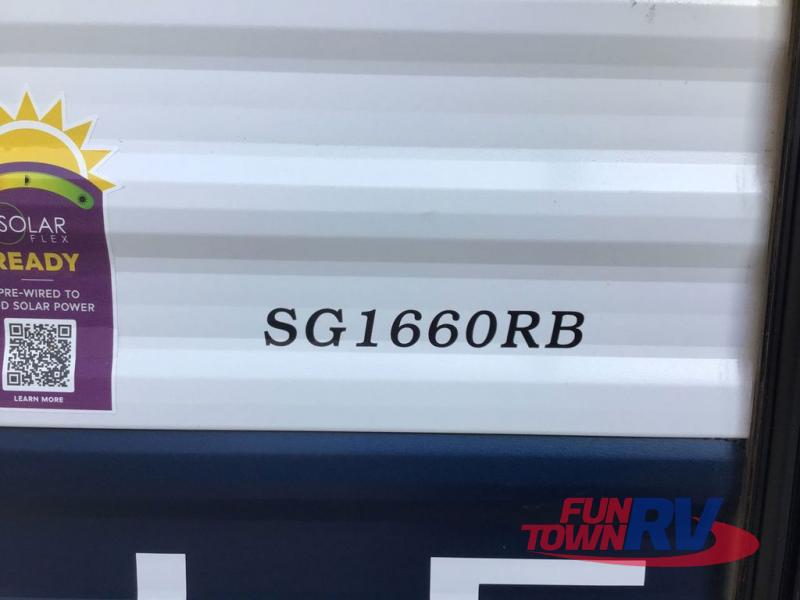 SOLAR
FLEX
READY
PRE-WIRED TO
SOLAR POWER
LEARN MORE
SG1660RB
FUN
TOWN RV